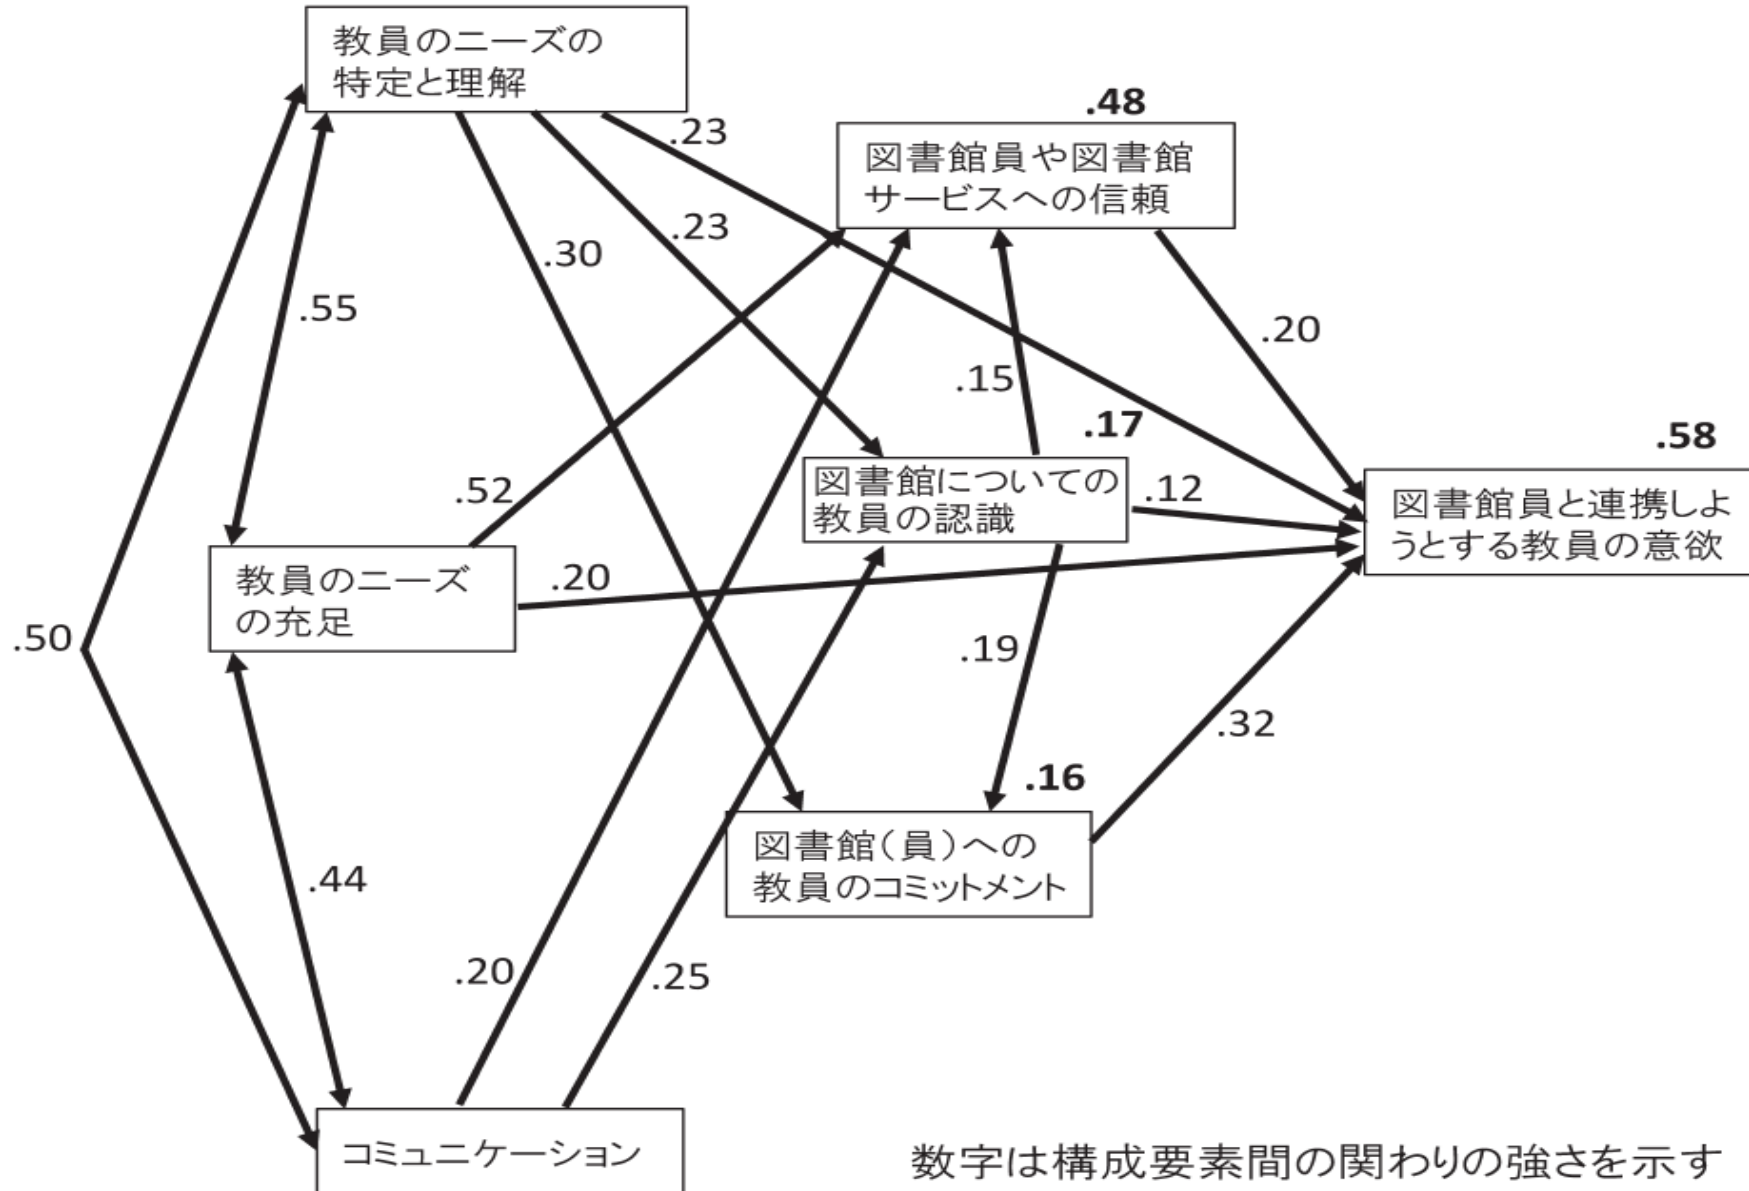 教員のニーズの
特定と理解
.48
.23
図書館員や図書館
サービスへの信頼
.23
.30
.55
.20
.15
.17
.58
図書館についての
教員の認識
.12
.52
図書館員と連携しよ
うとする教員の意欲
教員のニーズ
の充足
.20
.50
.19
.32
.16
図書館(員)への
教員のコミットメント
.44
.20
.25
コミュニケーション
数字は構成要素間の関わりの強さを示す